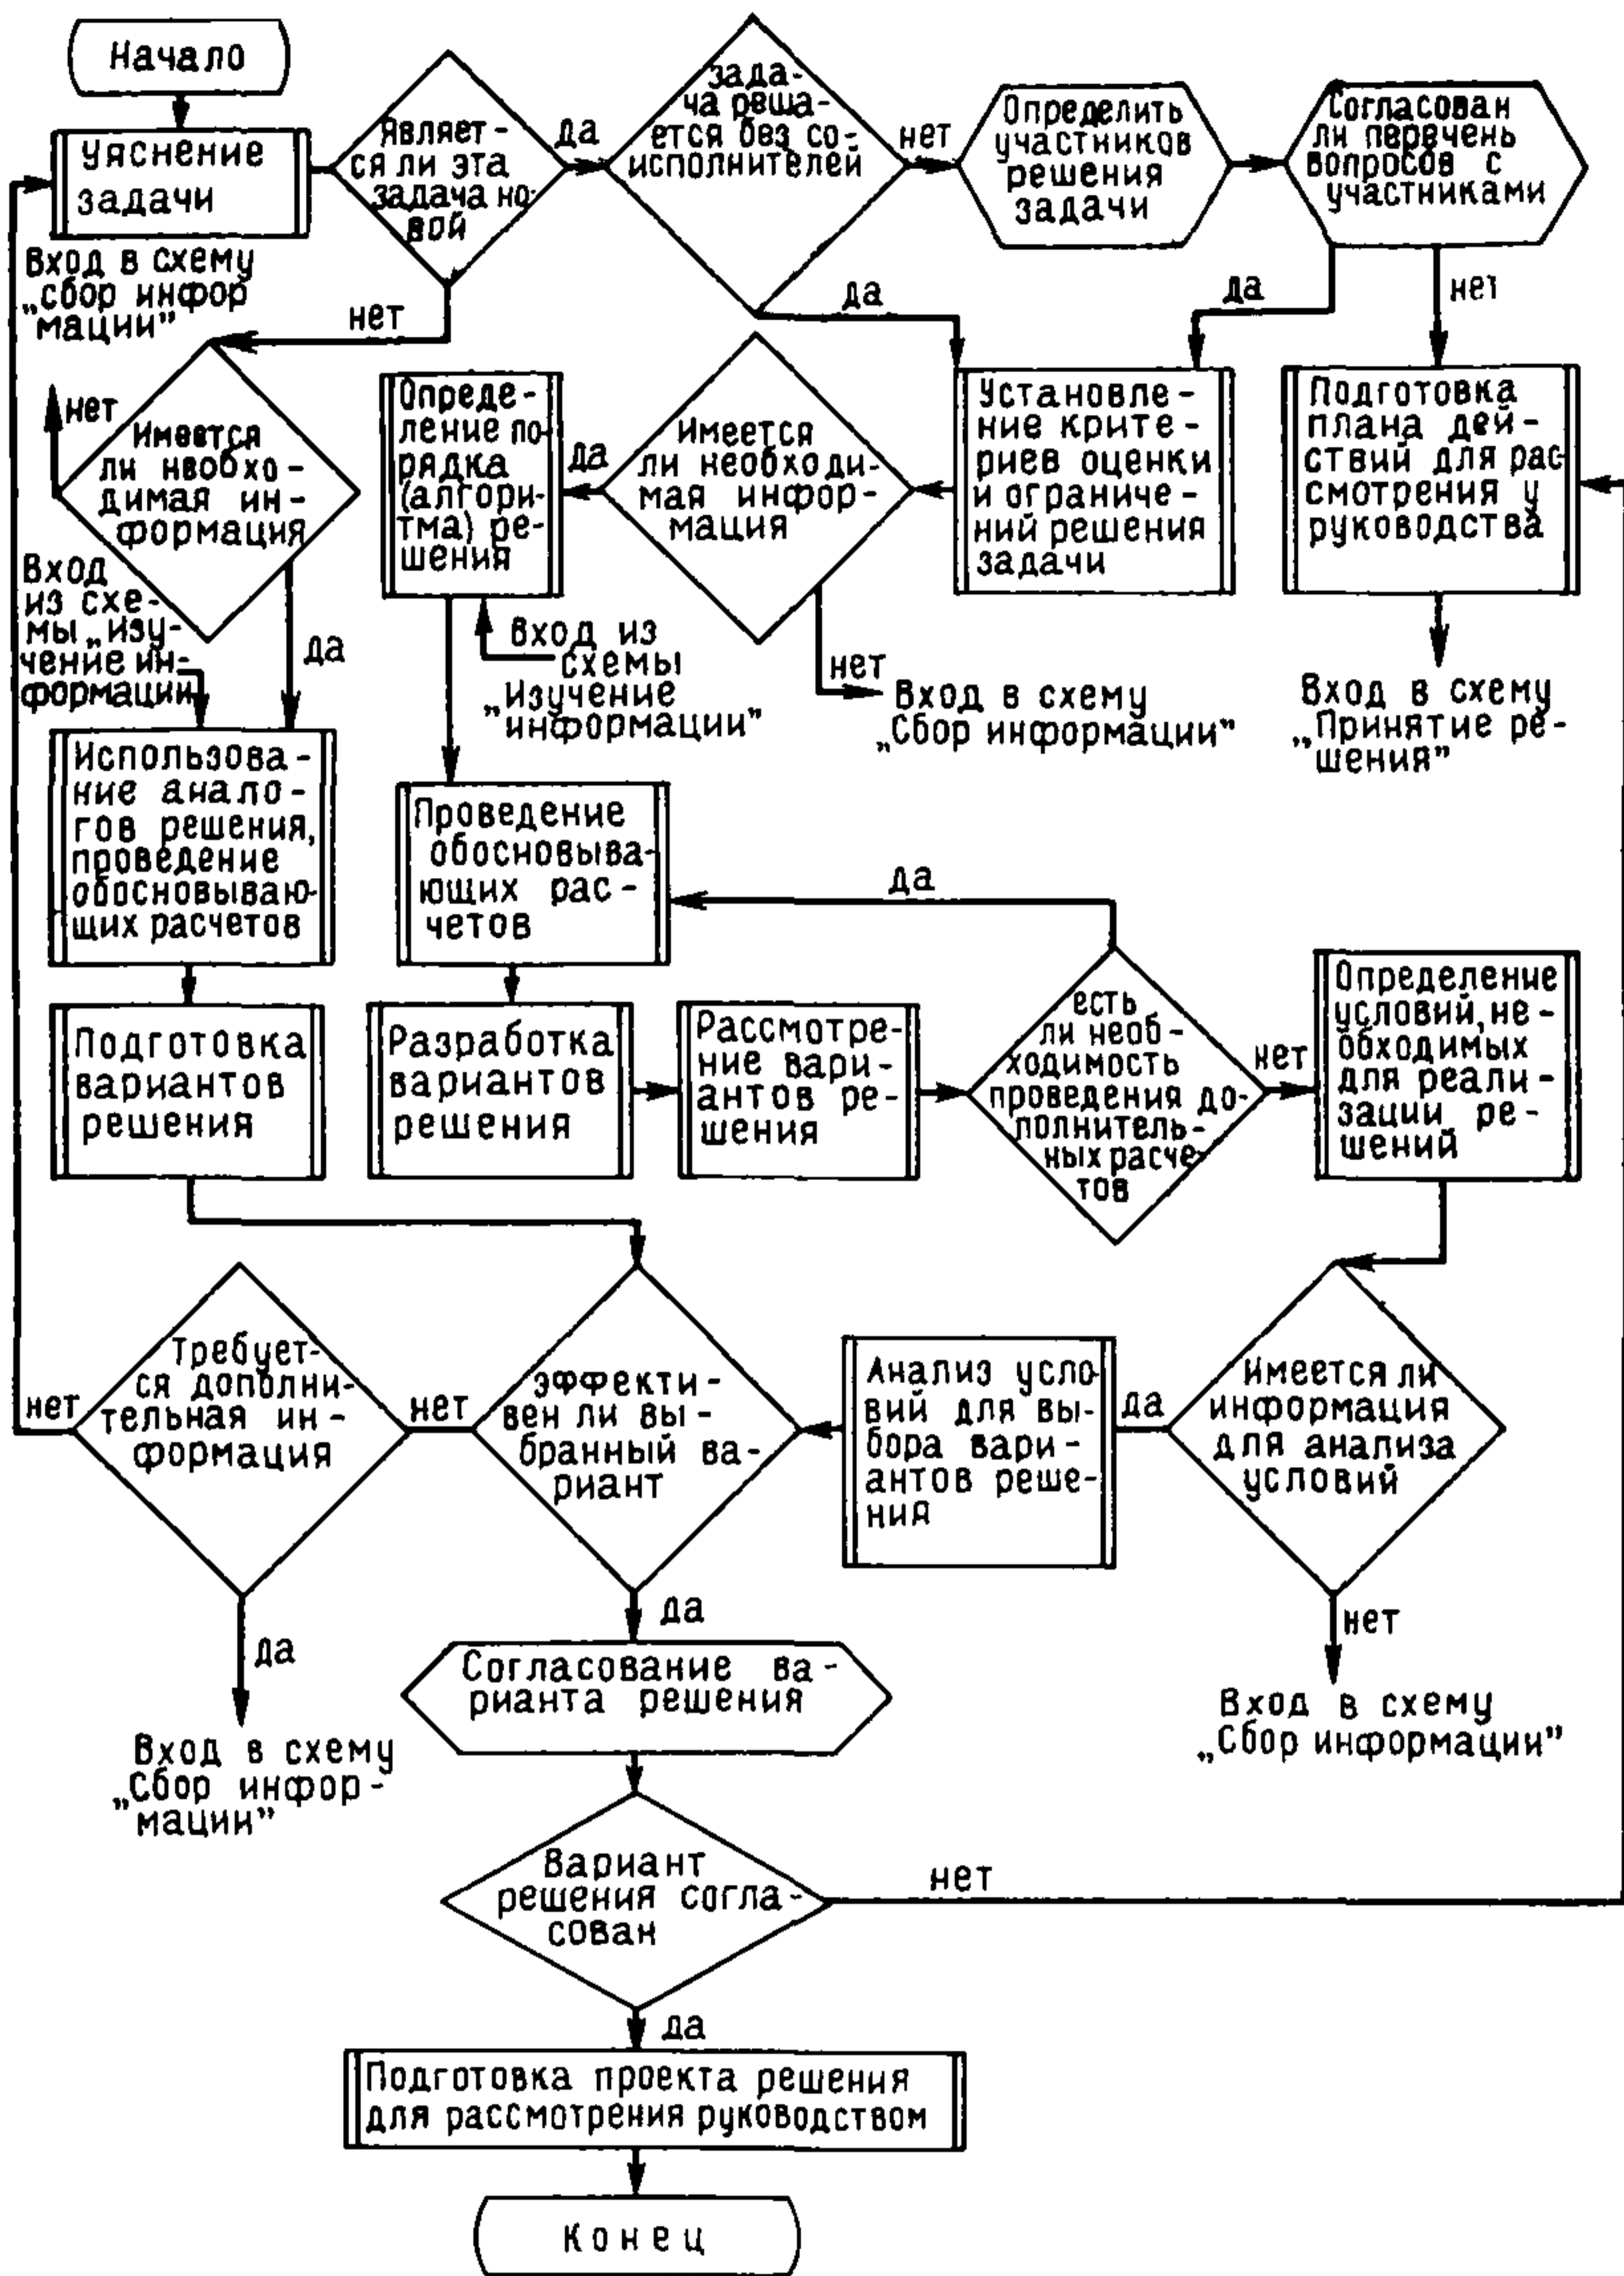 Начало
Уяснение
задачи
Вход в схему
„сбор инфор
мации”
Являет-
ся ли эта
задача но-
вой
да
нет
зада-
ча реша-
ется без со-
исполнителей
нет
да
Определить
участников
решения
задачи
Согласован
ли перечень
вопросов с
участниками
да
нет
нет
Имеется
ли необхо-
димая ин-
формация
да
Вход
из схе-
мы „изу-
чение ин-
формации
Опреде-
ление по-
рядка
(алгори-
тма) ре-
шения
да
Имеется
ли необходи-
мая инфор-
мация
нет
Вход в схему
„Сбор информации”
Установле-
ние крите-
риев оценки
и ограниче-
ний решения
задачи
Подготовка
плана дей-
ствий для рас
смотрения у
руководства
Вход в схему
„Принятие ре-
шения”
Вход из
схемы
„Изучение
информации”
Использова-
ние анало-
гов решения,
проведение
обосновываю-
щих расчетов
Проведение
обосновыва-
ющих рас-
четов
да
Подготовка
вариантов
решения
Разработка
вариантов
решения
Рассмотре-
ние вари-
антов ре-
шения
есть
ли необ-
ходимость
проведения до-
полнитель-
ных расче-
тов
нет
Определение
условий, не-
обходимых
для реали-
зации ре-
шений
нет
Требует-
ся дополни-
тельная ин-
формация
нет
да
Вход в схему
„Сбор инфор-
мации”
эффекти-
вен ли вы-
бранный ва-
риант
да
Анализ усло
вий для вы-
бора вари-
антов реше-
ния
да
Имеется ли
информация
для анализа
условий
нет
Вход в схему
„Сбор информации”
Согласование ва-
рианта решения
Вариант
решения согла-
сован
нет
да
Подготовка проекта решения
для рассмотрения руководством
Конец